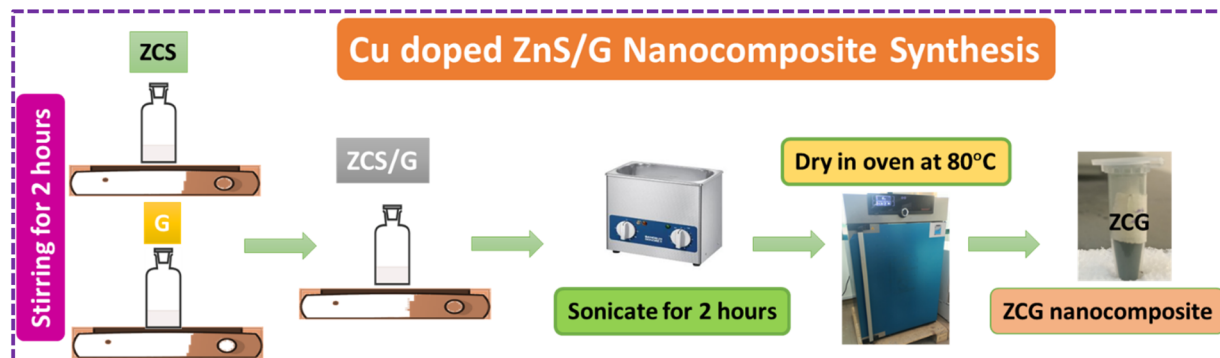 Cu doped ZnS/G Nanocomposite Synthesis
Stirring for 2 hours
ZCS
G
ZCS/G
Sonicate for 2 hours
Dry in oven at 80°C
ZCG
ZCG nanocomposite